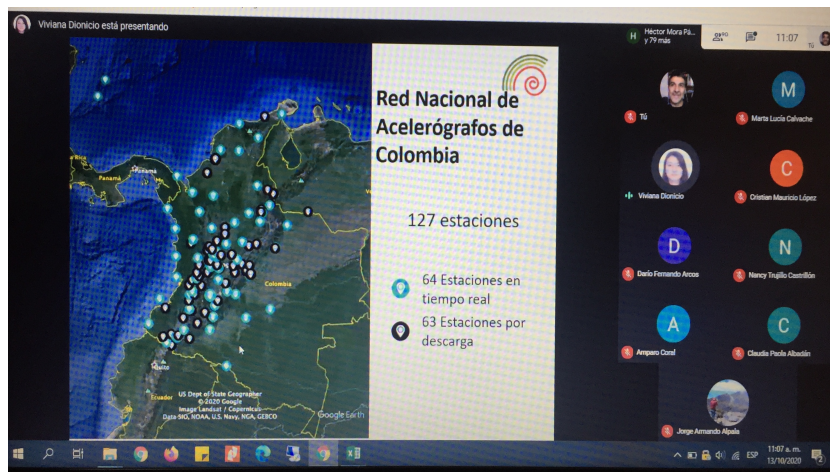 Viviana Dionicio está presentando
Héctor Mora Pá...
y 79 más
H
11:07
Tú
Red Nacional de
Acelerógrafos de
Colombia
127 estaciones
64 Estaciones en
tiempo real
63 Estaciones por
descarga
Panamá
Panamá
Colombia
Quito
Ecuador
US Dept of State Geographer
© 2020 Google
Image Landsat / Copernicus
Data SIO, NOAA, U.S. Navy, NGA, GEBCO
Google Earth
Tú
M
Marta Lucía Calvache
Viviana Dionicio
C
Cristian Mauricio López
D
Darío Fernando Arcos
N
Nancy Trujillo Castrillón
A
Amparo Coral
C
Claudia Paola Albadán
Jorge Armando Alpala
ESP
11:07 a. m.
13/10/2020